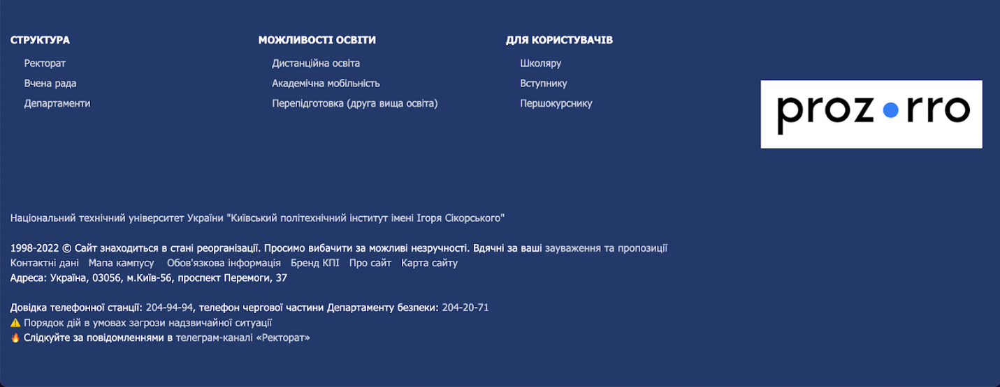 СТРУКТУРА
Ректорат
Вчена рада
Департаменти
МОЖЛИВОСТІ ОСВІТИ
Дистанційна освіта
Академічна мобільність
Перепідготовка (друга вища освіта)
ДЛЯ КОРИСТУВАЧІВ
Школяру
Вступнику
Першокурснику
prozorro
Національний технічний університет України "Київський політехнічний інститут імені Ігоря Сікорського"
1998-2022 © Сайт знаходиться в стані реорганізації. Просимо вибачити за можливі незручності. Вдячні за ваші зауваження та пропозиції
Контактні дані Мапа кампусу Обов'язкова інформація Бренд КПІ Про сайт Карта сайту
Адреса: Україна, 03056, м.Київ-56, проспект Перемоги, 37
Довідка телефонної станції: 204-94-94, телефон чергової частини Департаменту безпеки: 204-20-71
⚠️ Порядок дій в умовах загрози надзвичайної ситуації
🔥 Слідкуйте за повідомленнями в телеграм-каналі «Ректорат»